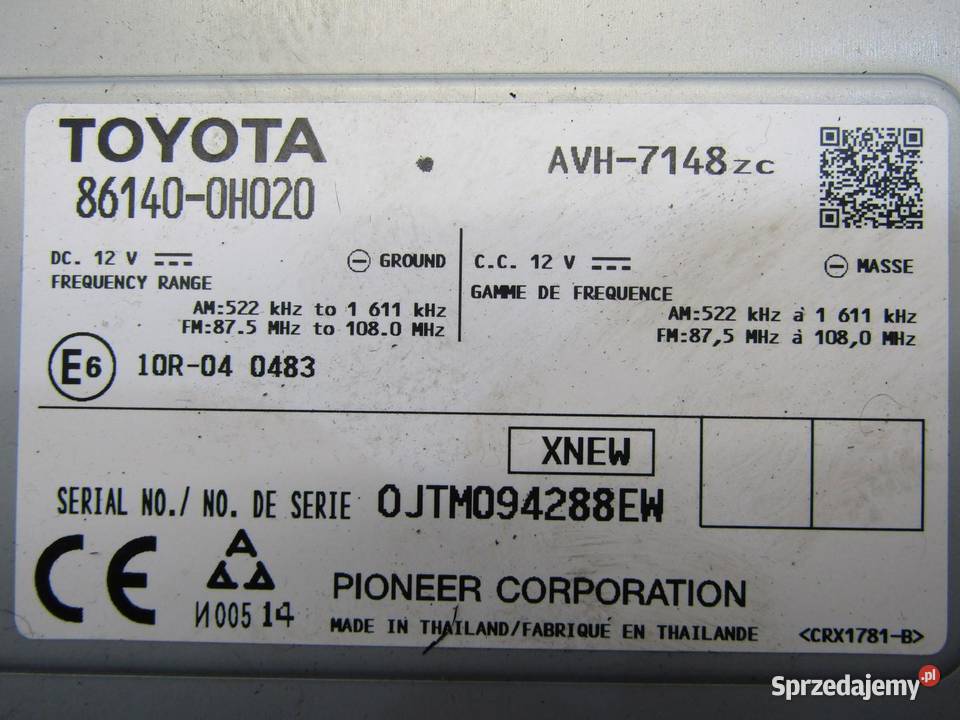 TOYOTA
86140-0H020
AVH-7148zc
DC. 12 V
GROUND
FREQUENCY RANGE
AM:522 kHz to 1 611 kHz
FM:87.5 MHz to 108.0 MHz
C.C. 12 V
MASSE
GAMME DE FREQUENCE
AM:522 kHz à 1 611 kHz
FM:87,5 MHz à 108,0 MHz
E6 10R-04 0483
XNEW
SERIAL NO./ NO. DE SERIE OJTM094288EW
CE
И005 14
PIONEER CORPORATION
MADE IN THAILAND/FABRIQUÉ EN THAILANDE
<CRX1781-B>
Sprzedajemy.pl